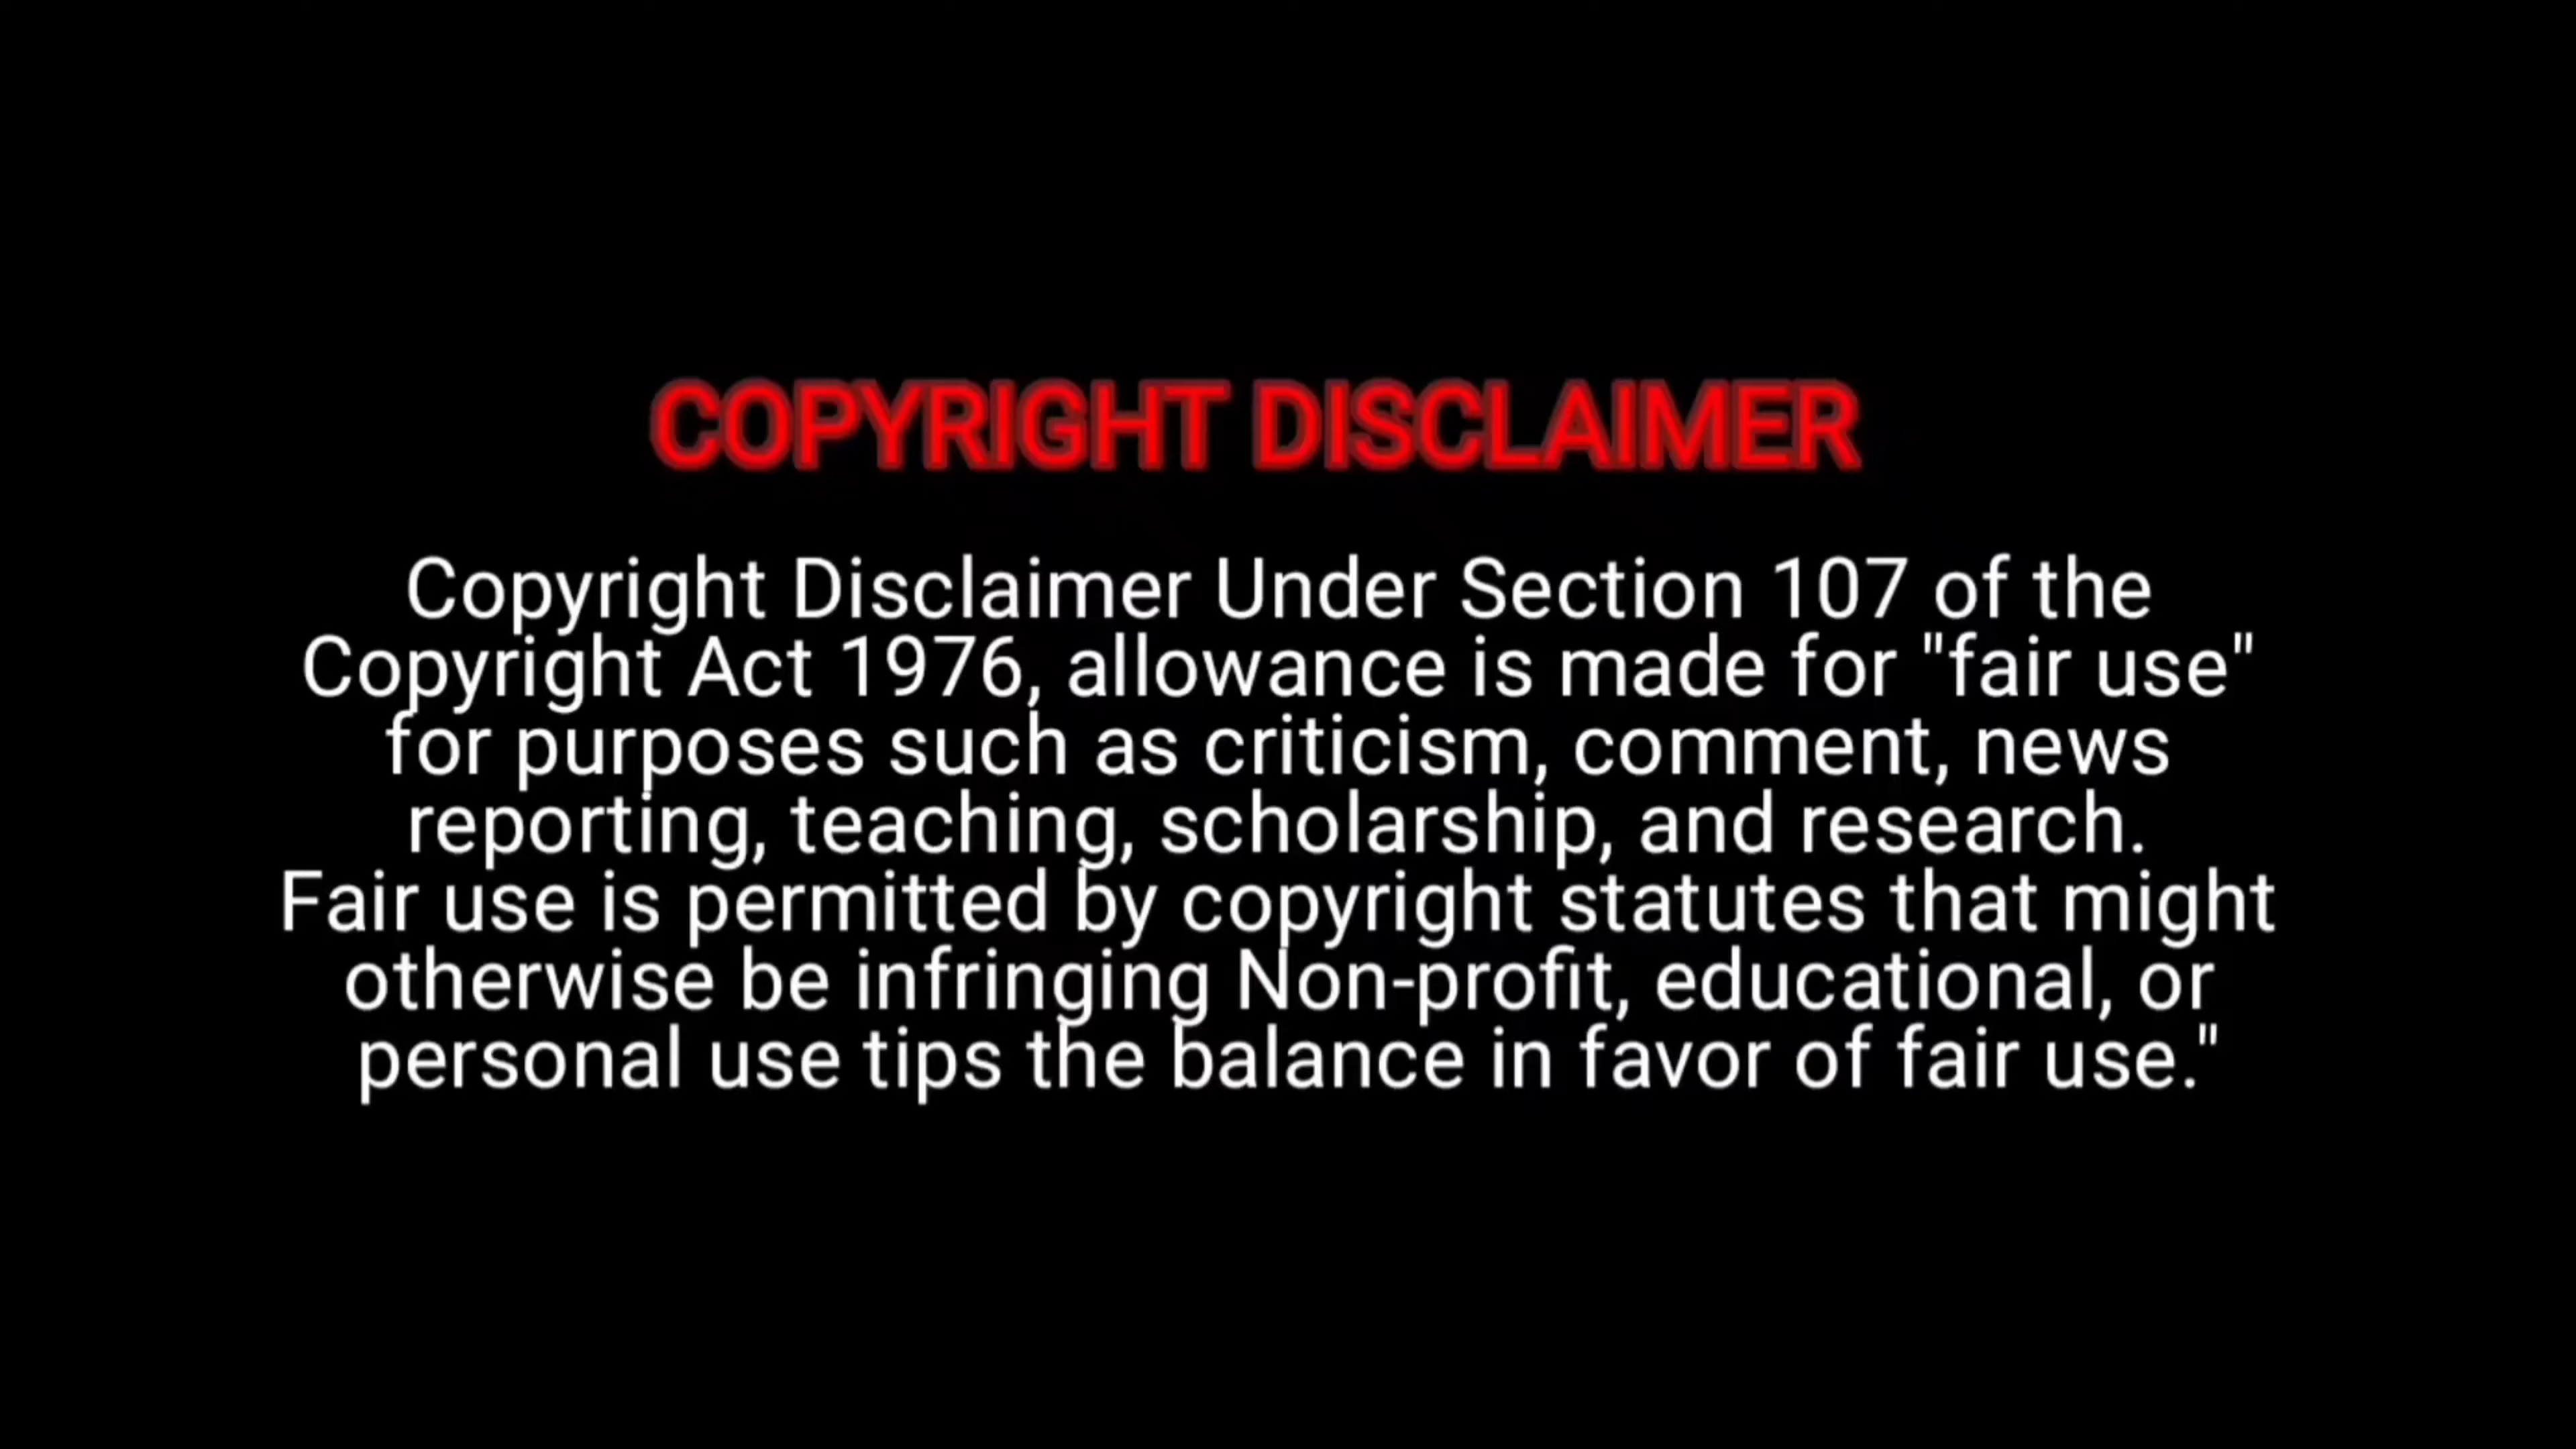 COPYRIGHT DISCLAIMER
Copyright Disclaimer Under Section 107 of the
Copyright Act 1976, allowance is made for "fair use"
for purposes such as criticism, comment, news
reporting, teaching, scholarship, and research.
Fair use is permitted by copyright statutes that might
otherwise be infringing Non-profit, educational, or
personal use tips the balance in favor of fair use."